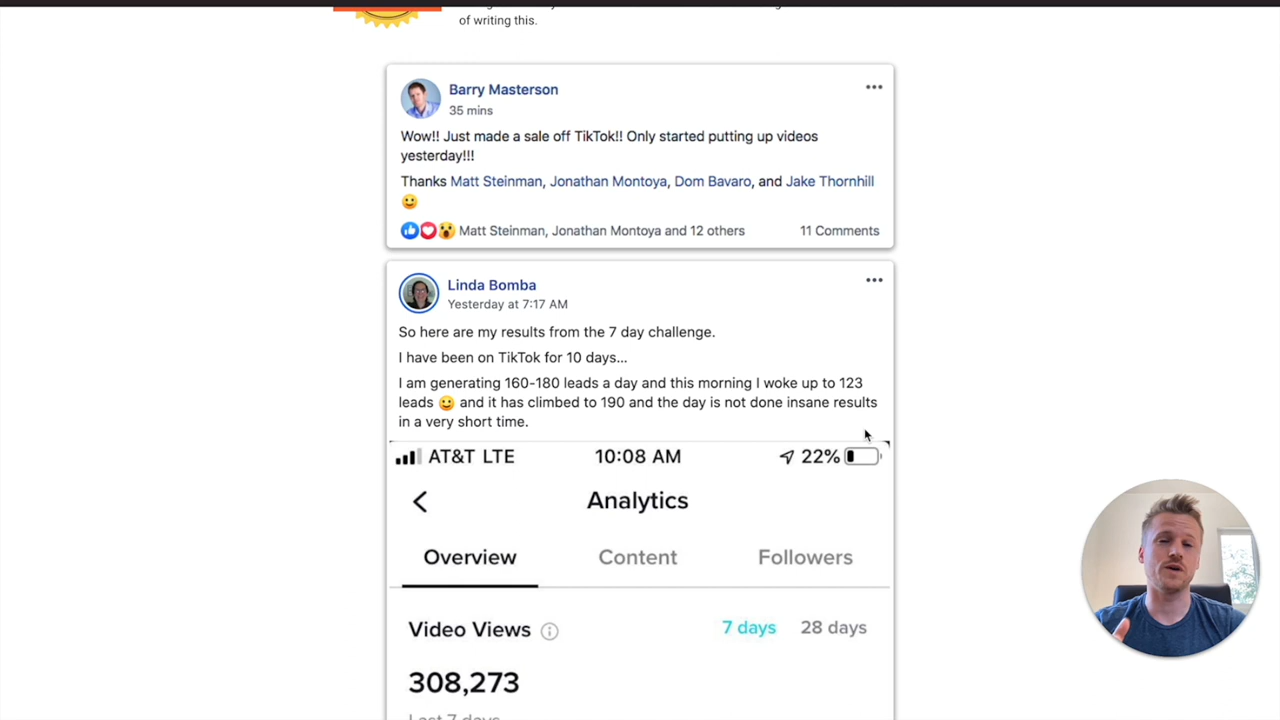 of writing this.
Barry Masterson
35 mins
Wow!! Just made a sale off TikTok!! Only started putting up videos
yesterday!!!
Thanks Matt Steinman, Jonathan Montoya, Dom Bavaro, and Jake Thornhill
Matt Steinman, Jonathan Montoya and 12 others 11 Comments
Linda Bomba
Yesterday at 7:17 AM
So here are my results from the 7 day challenge.
I have been on TikTok for 10 days...
I am generating 160-180 leads a day and this morning I woke up to 123
leads 😃 and it has climbed to 190 and the day is not done insane results
in a very short time.
AT&T LTE 10:08 AM 22%
Analytics
Overview Content Followers
Video Views 7 days 28 days
308,273
Last 7 days